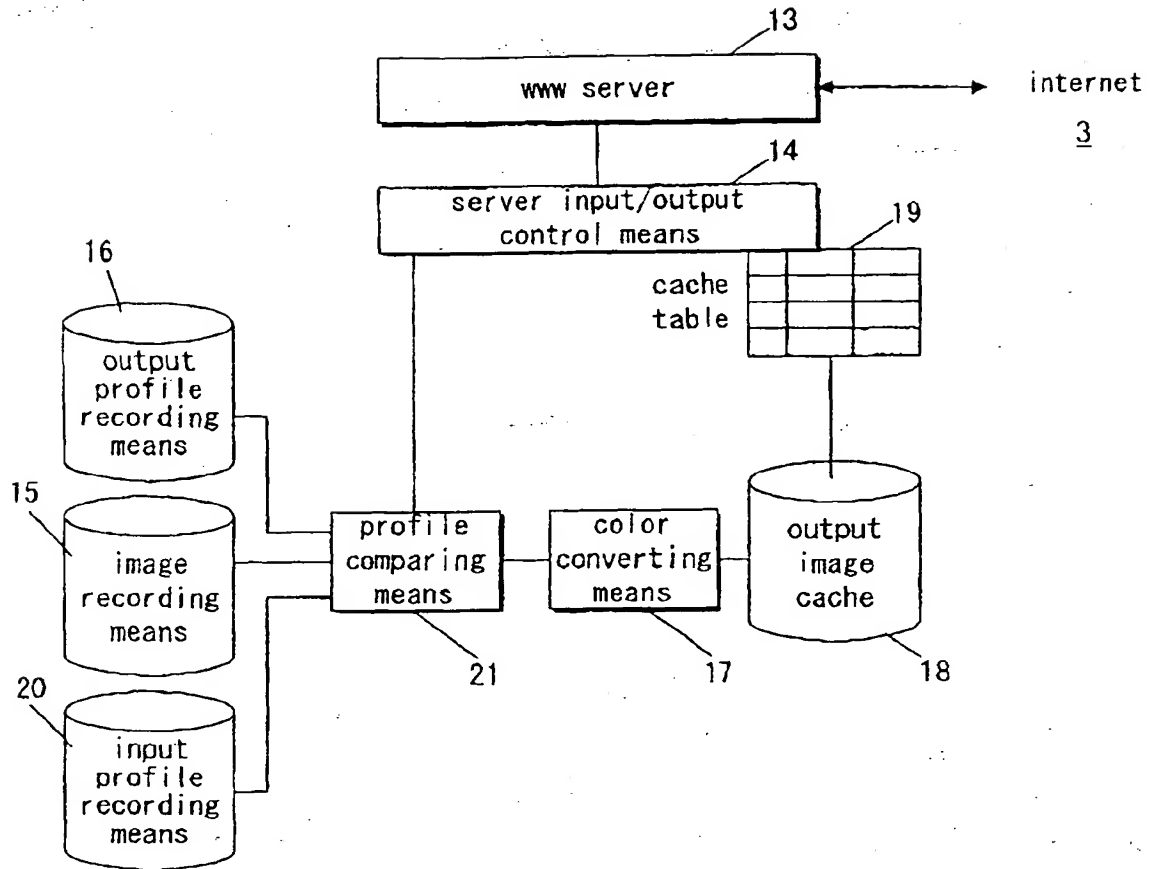 13
www server
internet
3
14
server input/output
control means
19
cache
table
16
output
profile
recording
means
15
image
recording
means
20
input
profile
recording
means
profile
comparing
means
21
color
converting
means
17
output
image
cache
18